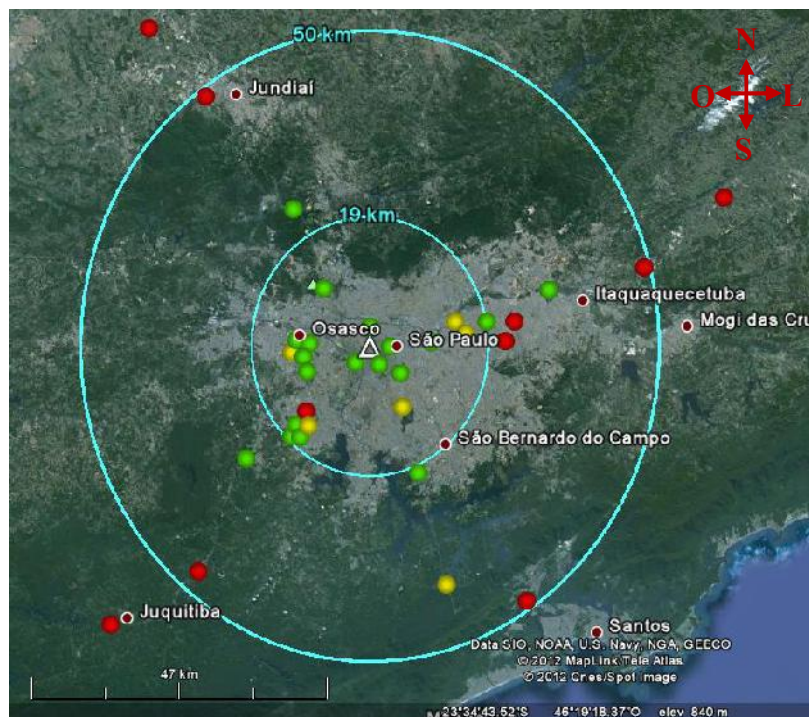 50 km
N
Jundiaí
O L
S
19 km
Itaquaquecetuba
Mogi das Cru
Osasco
São Paulo
São Bernardo do Campo
Juquitiba
Santos
Data SIO, NOAA, U.S. Navy, NGA, GEBCO
© 2012 MapLink/Tele Atlas
© 2012 Cnes/Spot Image
47 km
23°34'43.52"S 46°19'18.37"O elev 840 m